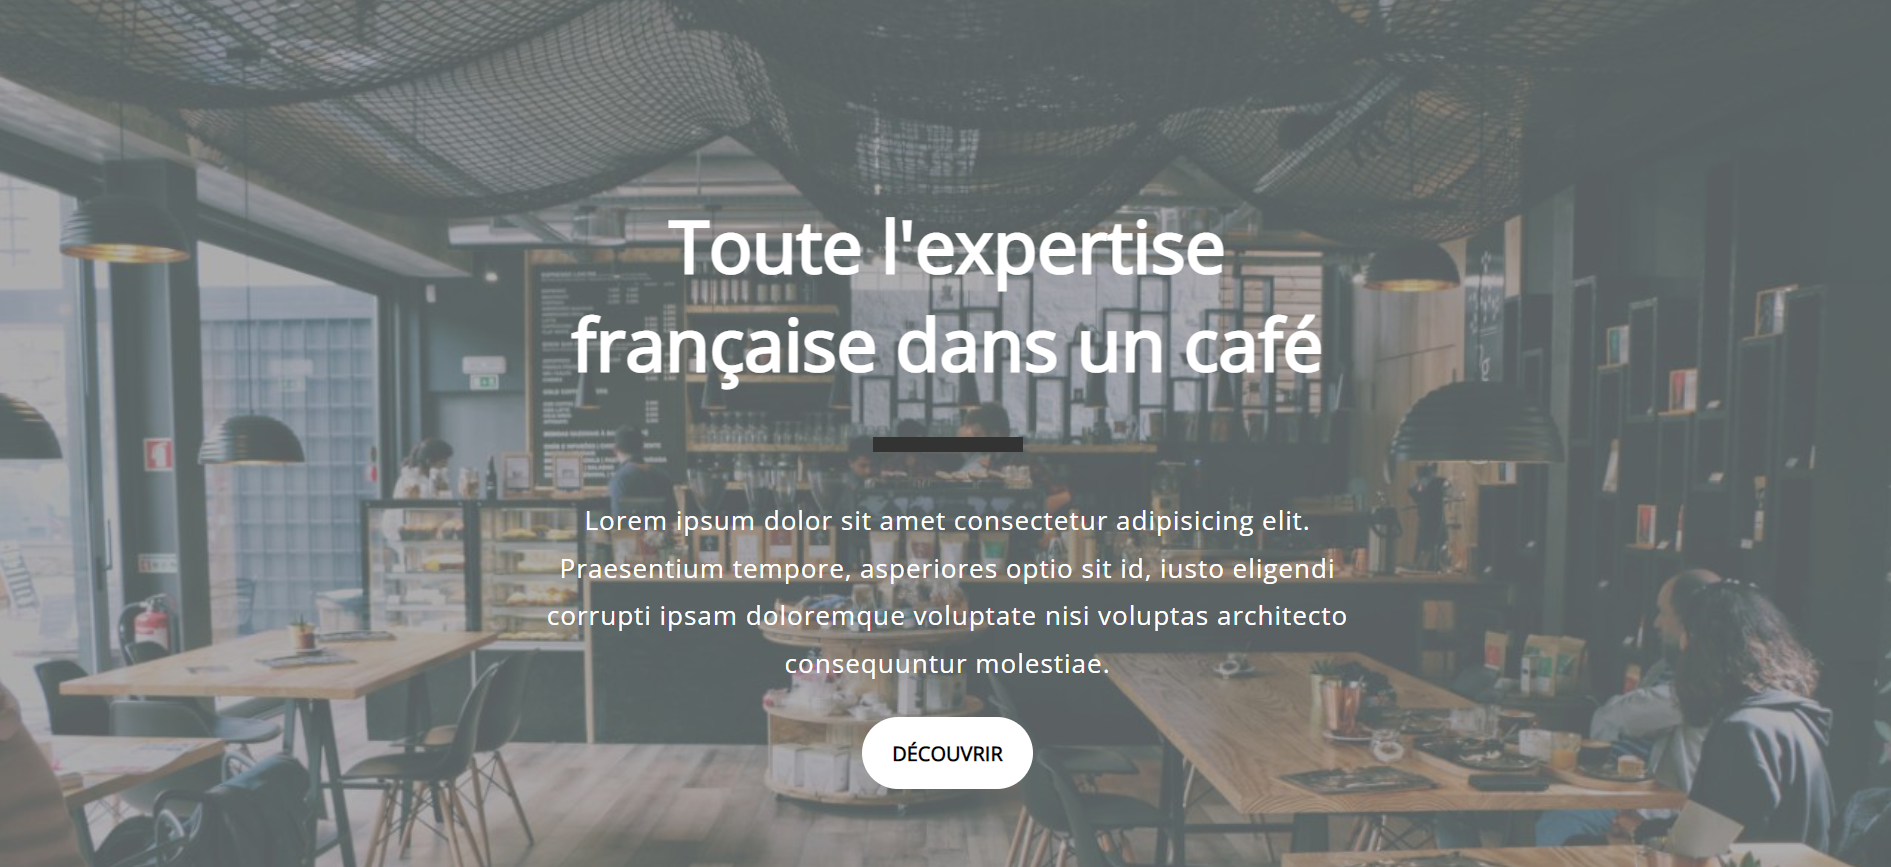 Toute l'expertise
française dans un café
Lorem ipsum dolor sit amet consectetur adipisicing elit.
Praesentium tempore, asperiores optio sit id, iusto eligendi
corrupti ipsam doloremque voluptate nisi voluptas architecto
consequuntur molestiae.
DÉCOUVRIR